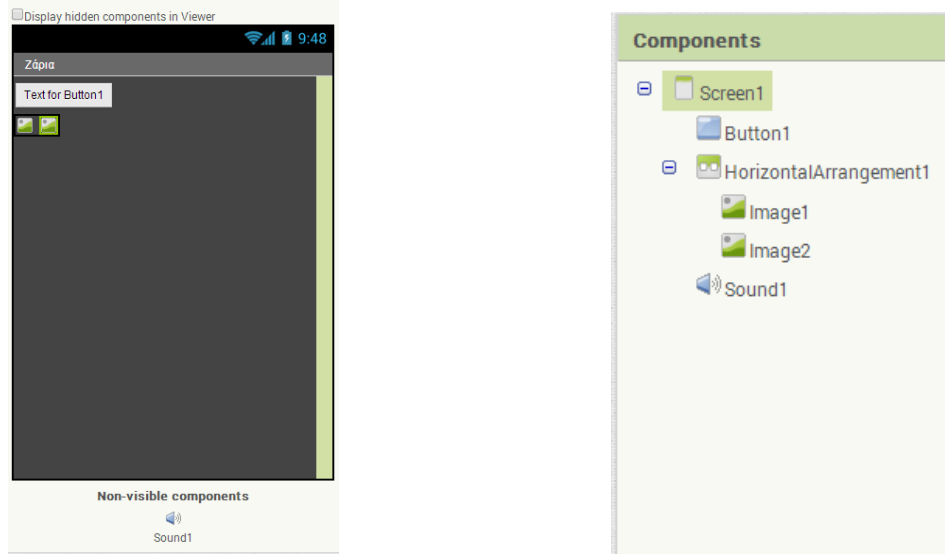 Display hidden components in Viewer
9:48
Ζάρια
Text for Button1
Non-visible components
Sound1
Components
Screen1
Button1
HorizontalArrangement1
Image1
Image2
Sound1